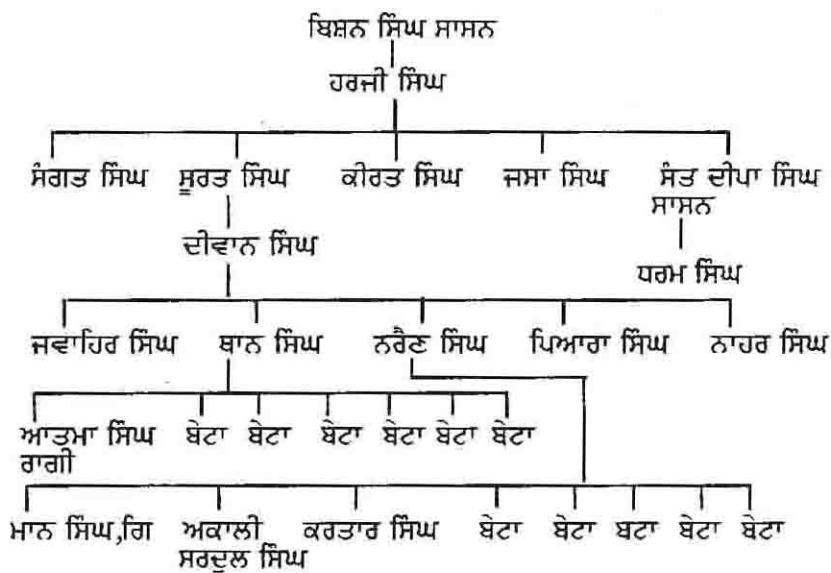 ਬਿਸ਼ਨ ਸਿੰਘ ਸਾਸਨ
ਹਰਜੀ ਸਿੰਘ
ਸੰਗਤ ਸਿੰਘ ਸੂਰਤ ਸਿੰਘ ਕੀਰਤ ਸਿੰਘ ਜਸਾ ਸਿੰਘ ਸੰਤ ਦੀਪਾ ਸਿੰਘ
ਸਾਸਨ
ਦੀਵਾਨ ਸਿੰਘ
ਧਰਮ ਸਿੰਘ
ਜਵਾਹਿਰ ਸਿੰਘ ਥਾਨ ਸਿੰਘ ਨਰੈਣ ਸਿੰਘ ਪਿਆਰਾ ਸਿੰਘ ਨਾਹਰ ਸਿੰਘ
ਆਤਮਾ ਸਿੰਘ ਬੇਟਾ ਬੇਟਾ ਬੇਟਾ ਬੇਟਾ ਬੇਟਾ ਬੇਟਾ
ਰਾਗੀ
ਮਾਨ ਸਿੰਘ,ਗਿ ਅਕਾਲੀ ਕਰਤਾਰ ਸਿੰਘ ਬੇਟਾ ਬੇਟਾ ਬਟਾ ਬੇਟਾ ਬੇਟਾ
ਸਰਦੂਲ ਸਿੰਘ